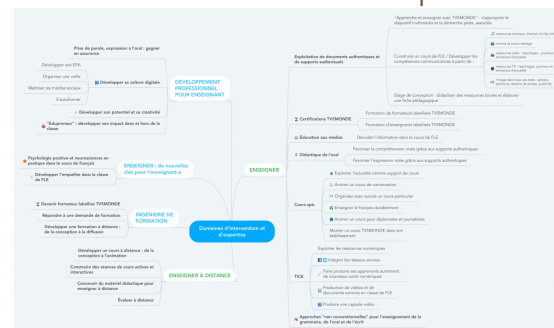 Prise de parole, expression à l'oral : gagner
en assurance
Développer son EPA
Organiser une veille
Maîtriser les médias sociaux
S'autoformer
Développer sa culture digitale
Développer son potentiel et sa créativité
"Edupreneur" : développer son impact dans et hors de la
classe
DÉVELOPPEMENT
PROFESSIONNEL
POUR ENSEIGNANT
Psychologie positive et neurosciences en
pratique dans le cours de français
Développer l'empathie dans la classe
de FLE
ENSEIGNER : de nouvelles
clés pour l'enseignant·e
Devenir formateur labellisé TV5MONDE
Répondre à une demande de formation
Développer une formation à distance :
de la conception à la diffusion
INGÉNIERIE DE
FORMATION
Développer un cours à distance : de la
conception à l'animation
Construire des séances de cours actives et
interactives
Concevoir du matériel didactique pour
enseigner à distance
Évaluer à distance
ENSEIGNER À DISTANCE
Domaines d'intervention et
d'expertise
ENSEIGNER
"Apprendre et enseigner avec TV5MONDE" : s'approprier le
dispositif multimédia et la démarche péda. associée
Exploitation de documents authentiques et
de supports audiovisuels
Construire un cours de FLE / Développer les
compétences communicatives à partir de :
Stage de conception : didactiser des ressources brutes et élaborer
une fiche pédagogique
Certifications TV5MONDE
Formation de formateurs labellisés TV5MONDE
Formation d'enseignants labellisés TV5MONDE
Éducation aux médias
Décoder l'information dans le cours de FLE
Didactique de l'oral
Favoriser la compréhension orale grâce aux supports authentiques
Favoriser l'expression orale grâce aux supports authentiques
Cours spé
Exploiter l'actualité comme support de cours
Animer un cours de conversation
Organiser avec succès un cours particulier
Enseigner le français durablement
Animer un cours pour diplomates et journalistes
Monter un cours TV5MONDE dans son
établissement
TICE
Exploiter les ressources numériques
Intégrer les réseaux sociaux
Faire produire ses apprenants autrement :
de nouveaux outils numériques
Production de vidéos et de
documents sonores en classe de FLE
Produire une capsule vidéo
Approches "non conventionnelles" pour l'enseignement de la
grammaire, de l'oral et de l'écrit